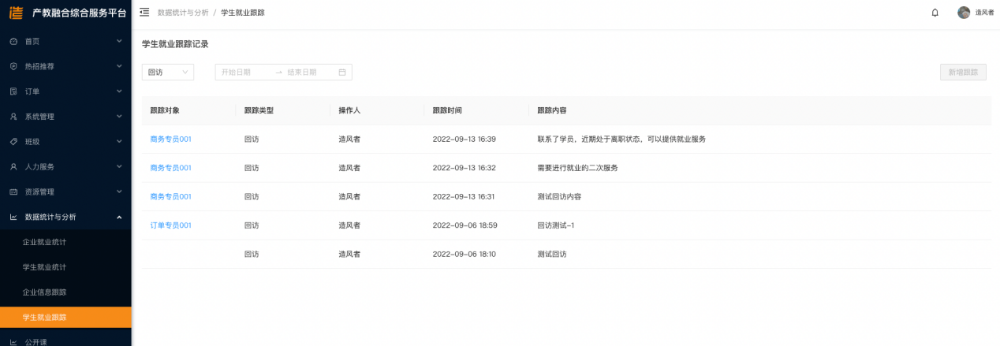 造 产教融合综合服务平台
数据统计与分析 / 学生就业跟踪
造风者
首页
热招推荐
订单
系统管理
班级
人力服务
资源管理
数据统计与分析
企业就业统计
学生就业统计
企业信息跟踪
学生就业跟踪
公开课
学生就业跟踪记录
回访 开始日期 → 结束日期 新增跟踪
跟踪对象 跟踪类型 操作人 跟踪时间 跟踪内容
商务专员001 回访 造风者 2022-09-13 16:39 联系了学员，近期处于离职状态，可以提供就业服务
商务专员001 回访 造风者 2022-09-13 16:32 需要进行就业的二次服务
商务专员001 回访 造风者 2022-09-13 16:31 测试回访内容
订单专员001 回访 造风者 2022-09-06 18:59 回访测试-1
回访 造风者 2022-09-06 18:10 测试回访